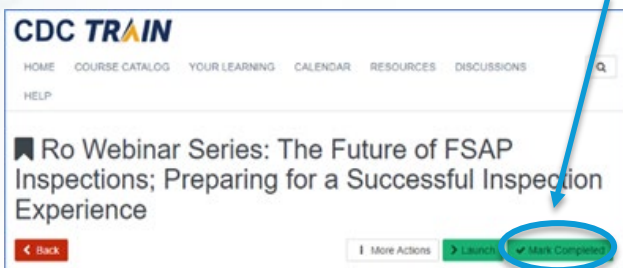 CDC TRAIN
HOME COURSE CATALOG YOUR LEARNING CALENDAR RESOURCES DISCUSSIONS
HELP
Ro Webinar Series: The Future of FSAP
Inspections; Preparing for a Successful Inspection
Experience
Back More Actions Launch Mark Completed